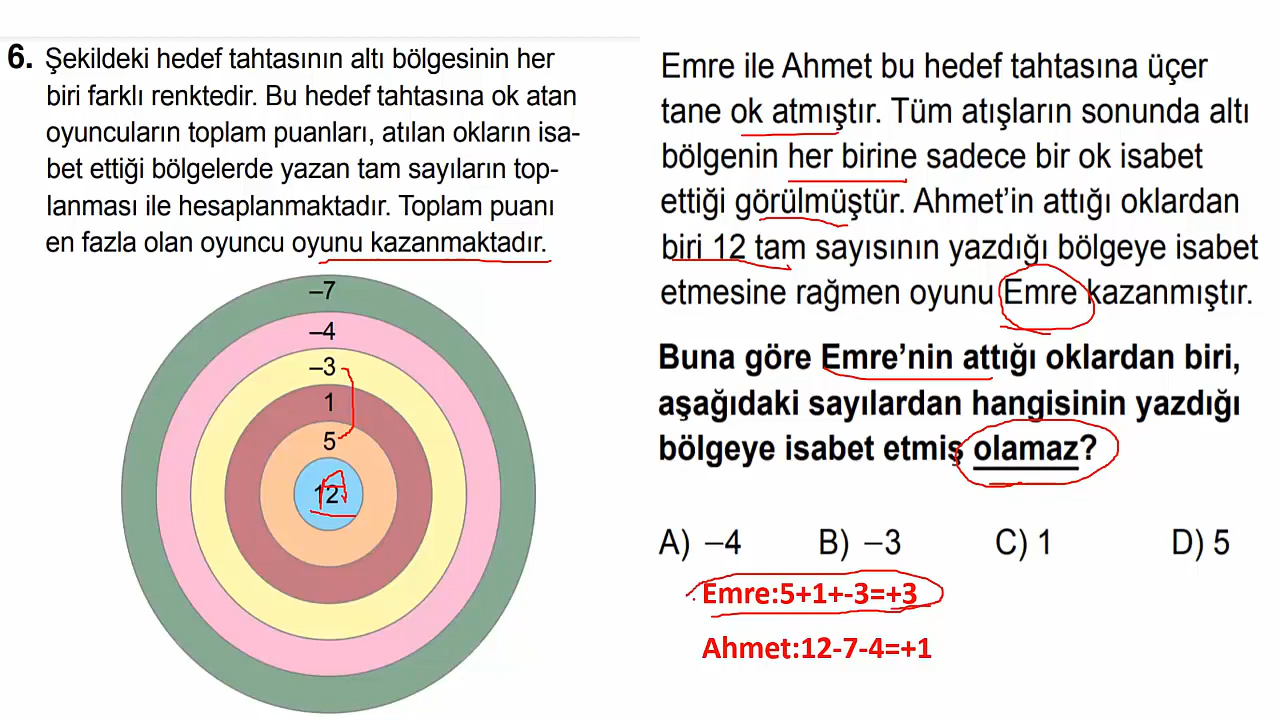 6. Şekildeki hedef tahtasının altı bölgesinin her
biri farklı renktedir. Bu hedef tahtasına ok atan
oyuncuların toplam puanları, atılan okların isa-
bet ettiği bölgelerde yazan tam sayıların top-
lanması ile hesaplanmaktadır. Toplam puanı
en fazla olan oyuncu oyunu kazanmaktadır.
–7
–4
–3
1
5
12
Emre ile Ahmet bu hedef tahtasına üçer
tane ok atmıştır. Tüm atışların sonunda altı
bölgenin her birine sadece bir ok isabet
ettiği görülmüştür. Ahmet’in attığı oklardan
biri 12 tam sayısının yazdığı bölgeye isabet
etmesine rağmen oyunu Emre kazanmıştır.
Buna göre Emre’nin attığı oklardan biri,
aşağıdaki sayılardan hangisinin yazdığı
bölgeye isabet etmiş olamaz?
A) –4 B) –3 C) 1 D) 5
Emre:5+1+-3=+3
Ahmet:12-7-4=+1